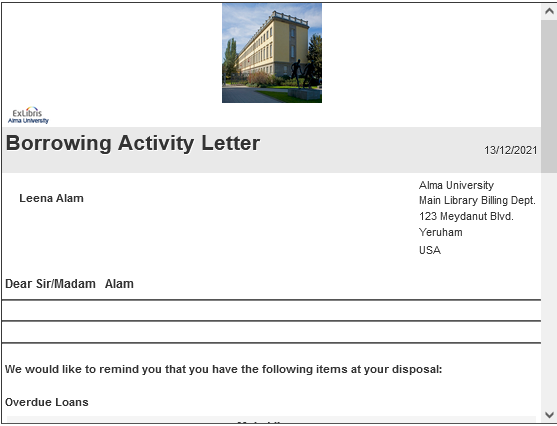 ExLibris
Alma University
Borrowing Activity Letter
13/12/2021
Leena Alam
Alma University
Main Library Billing Dept.
123 Meydanut Blvd.
Yeruham
USA
Dear Sir/Madam Alam
We would like to remind you that you have the following items at your disposal:
Overdue Loans